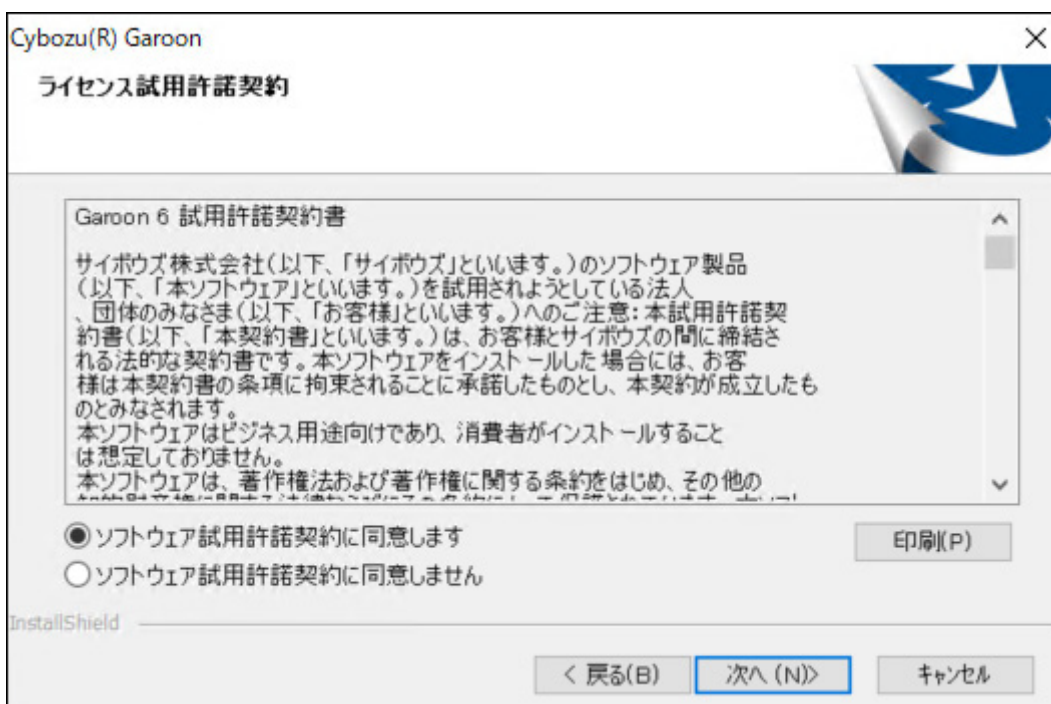 Cybozu(R) Garoon
ライセンス試用許諾契約
Garoon 6 試用許諾契約書
サイボウズ株式会社(以下、「サイボウズ」といいます。)のソフトウェア製品
(以下、「本ソフトウェア」といいます。)を試用されようとしている法人
、団体のみなさま(以下、「お客様」といいます。)へのご注意: 本試用許諾契
約書(以下、「本契約書」といいます。)は、お客様とサイボウズの間に締結さ
れる法的な契約書です。本ソフトウェアをインストールした場合には、お客
様は本契約書の条項に拘束されることに承諾したものとし、本契約が成立したも
のとみなされます。
本ソフトウェアはビジネス用途向けであり、消費者がインストールすること
は想定しておりません。
本ソフトウェアは、著作権法および著作権に関する条約をはじめ、その他の
ソフトウェア試用許諾契約に同意します
印刷(P)
ソフトウェア試用許諾契約に同意しません
InstallShield
< 戻る(B)
次へ (N)>
キャンセル